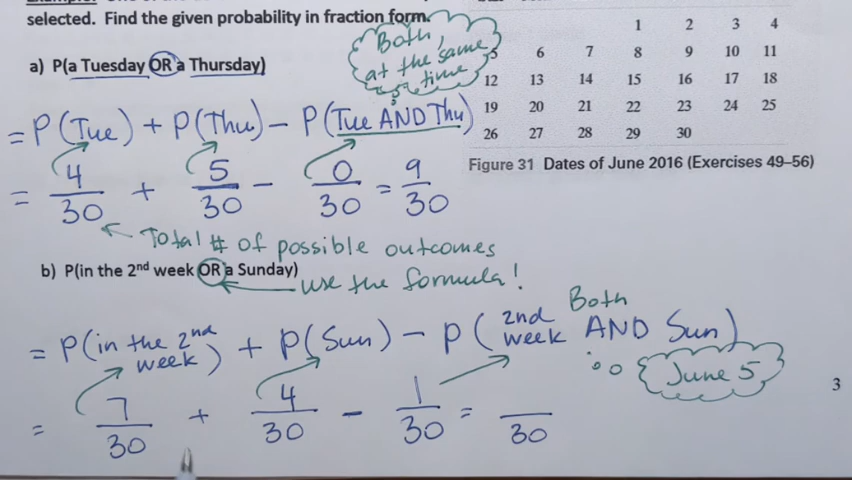 selected. Find the given probability in fraction form.
1 2 3 4
5 6 7 8 9 10 11
12 13 14 15 16 17 18
19 20 21 22 23 24 25
26 27 28 29 30
Figure 31 Dates of June 2016 (Exercises 49–56)
Both,
at the same
time
a) P(a Tuesday OR a Thursday)
= P(Tue) + P(Thu) − P(Tue AND Thu)
= 4/30 + 5/30 − 0/30 = 9/30
Total # of possible outcomes
b) P(in the 2nd week OR a Sunday)
use the formula!
Both
= P(in the 2nd week) + P(Sun) − P(2nd week AND Sun)
June 5
= 7/30 + 4/30 − 1/30 = /30
3